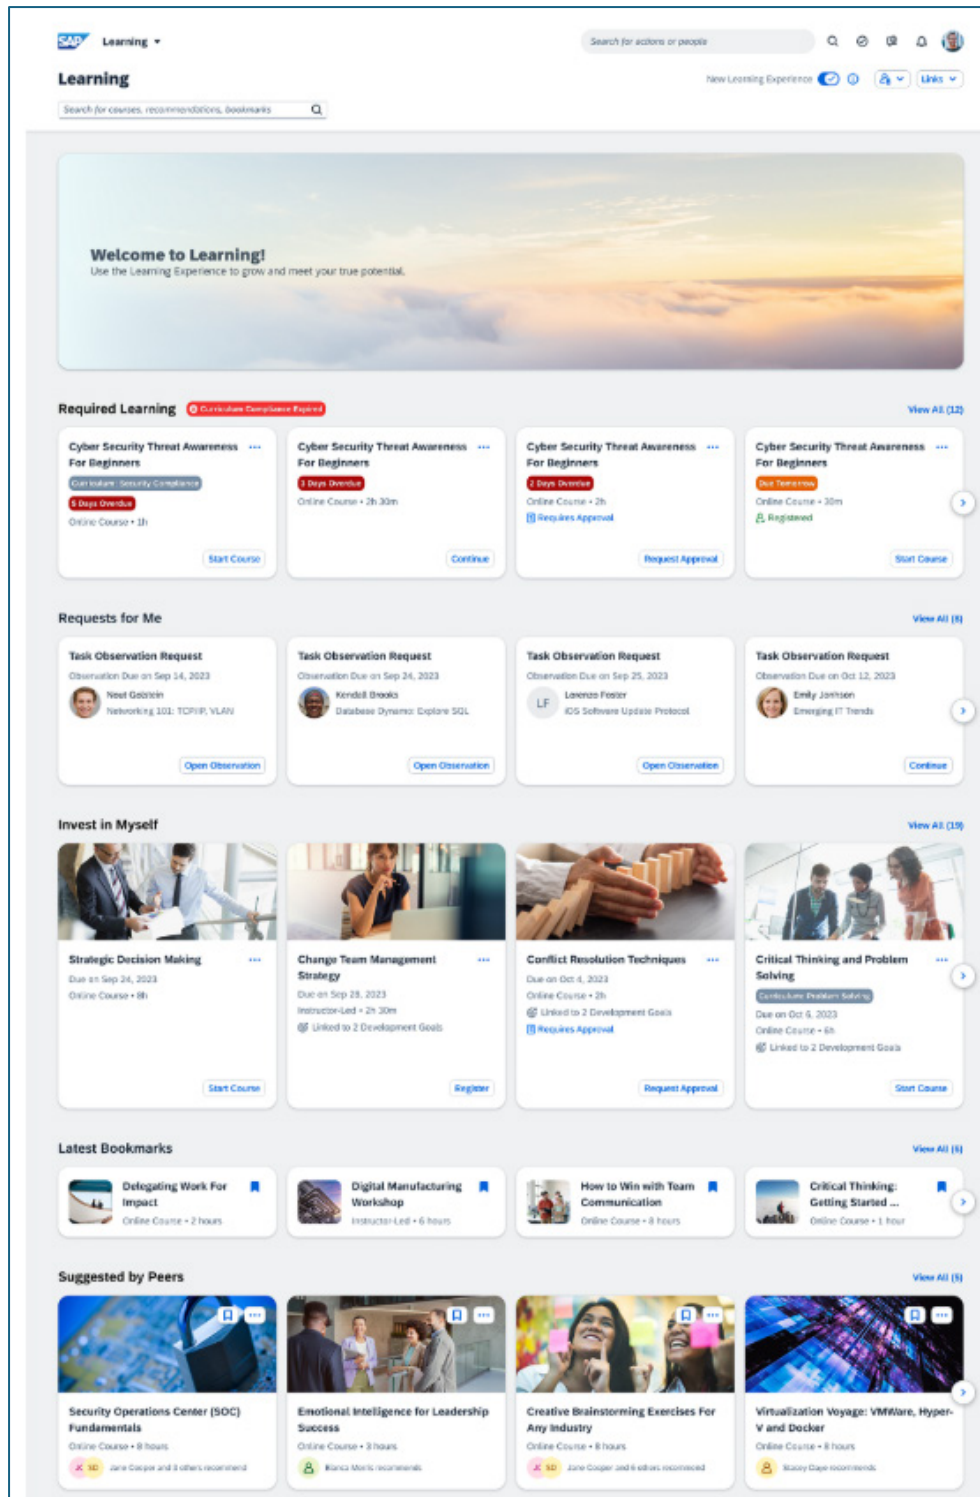 SAP Learning
Search for actions or people
Learning
New Learning Experience
Links
Search for courses, recommendations, bookmarks
Welcome to Learning!
Use the Learning Experience to grow and meet your true potential.
Required Learning Curriculum Compliance Expired View All (12)
Cyber Security Threat Awareness For Beginners
Curriculum: Security Compliance
5 Days Overdue
Online Course • 1h
Start Course
Cyber Security Threat Awareness For Beginners
3 Days Overdue
Online Course • 2h 30m
Continue
Cyber Security Threat Awareness For Beginners
2 Days Overdue
Online Course • 2h
Requires Approval
Request Approval
Cyber Security Threat Awareness For Beginners
Due Tomorrow
Online Course • 30m
Registered
Start Course
Requests for Me View All (6)
Task Observation Request
Observation Due on Sep 14, 2023
Networking 101: TCP/IP, VLAN
Open Observation
Task Observation Request
Observation Due on Sep 24, 2023
Kendall Brooks
Database Dynamo: Explore SQL
Open Observation
Task Observation Request
Observation Due on Sep 25, 2023
LF
Lorenzo Foster
iOS Software Update Protocol
Open Observation
Task Observation Request
Observation Due on Oct 12, 2023
Emily
Emerging IT Trends
Continue
Invest in Myself View All (19)
Strategic Decision Making
Due on Sep 24, 2023
Online Course • 8h
Start Course
Change Team Management Strategy
Due on Sep 28, 2023
Instructor-Led • 2h 30m
Linked to 2 Development Goals
Register
Conflict Resolution Techniques
Due on Oct 4, 2023
Online Course • 2h
Linked to 2 Development Goals
Requires Approval
Request Approval
Critical Thinking and Problem Solving
Curriculum: Problem Solving
Due on Oct 6, 2023
Online Course • 6h
Linked to 2 Development Goals
Start Course
Latest Bookmarks View All (5)
Delegating Work For Impact
Online Course • 2 hours
Digital Manufacturing Workshop
Instructor-Led • 6 hours
How to Win with Team Communication
Online Course • 8 hours
Critical Thinking: Getting Started ...
Online Course • 1 hour
Suggested by Peers View All (5)
Security Operations Center (SOC) Fundamentals
Online Course • 8 hours
JC SD Jane Cooper and 8 others recommend
Emotional Intelligence for Leadership Success
Online Course • 3 hours
Bianca Morris recommends
Creative Brainstorming Exercises For Any Industry
Online Course • 8 hours
JC SD Jane Cooper and 6 others recommend
Virtualization Voyage: VMWare, Hyper-V and Docker
Online Course • 8 hours
Stacey Daye recommends